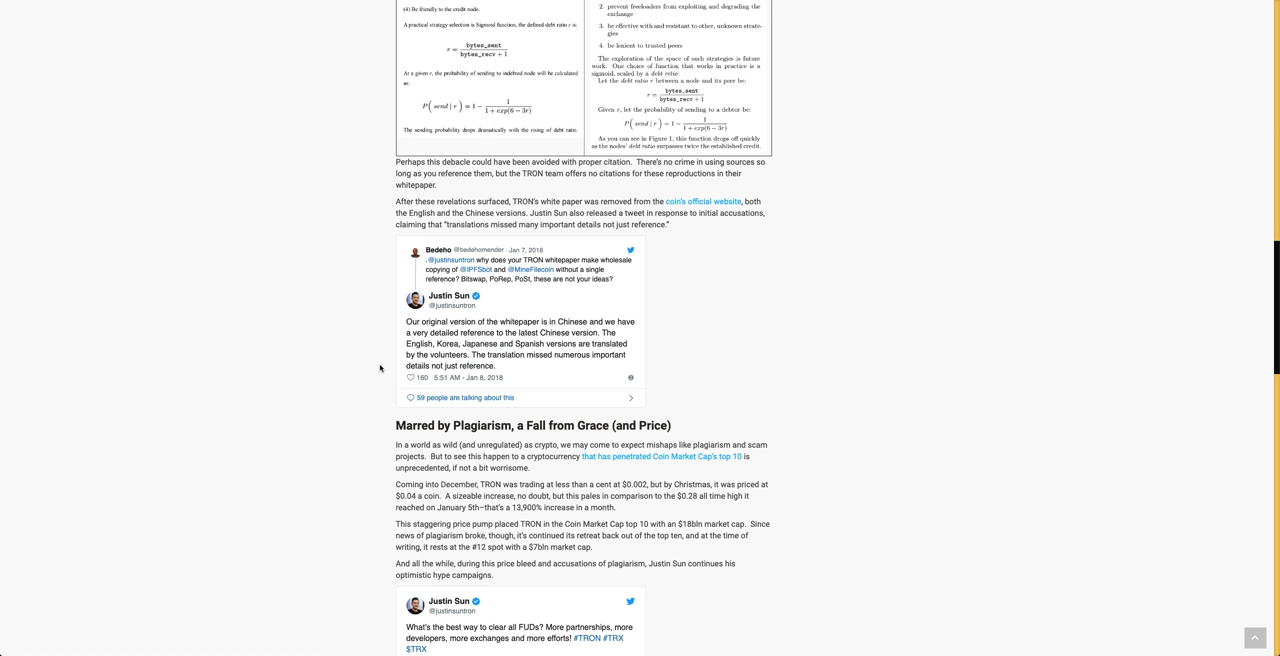 (4) Be friendly to the credit node.
A practical strategy selection is Sigmoid function, the defined debt ratio r is:
r = bytes_sent / bytes_recv + 1
At a given r, the probability of sending to indebted node will be calculated
as:
P( send | r ) = 1 − 1 / 1 + exp(6 − 3r)
The sending probability drops dramatically with the rising of debt ratio.
2. prevent freeloaders from exploiting and degrading the
exchange
3. be effective with and resistant to other, unknown strate-
gies
4. be lenient to trusted peers
The exploration of the space of such strategies is future
work. One choice of function that works in practice is a
sigmoid, scaled by a debt ratio:
Let the debt ratio r between a node and its peer be:
r = bytes_sent / bytes_recv + 1
Given r, let the probability of sending to a debtor be:
P( send | r ) = 1 − 1 / 1 + exp(6 − 3r)
As you can see in Figure 1, this function drops off quickly
as the nodes' debt ratio surpasses twice the established credit.
Perhaps this debacle could have been avoided with proper citation. There's no crime in using sources so
long as you reference them, but the TRON team offers no citations for these reproductions in their
whitepaper.
After these revelations surfaced, TRON's white paper was removed from the coin's official website, both
the English and the Chinese versions. Justin Sun also released a tweet in response to initial accusations,
claiming that "translations missed many important details not just reference."
Bedeho @bedehomender · Jan 7, 2018
.@justinsuntron why does your TRON whitepaper make wholesale
copying of @IPFSbot and @MineFilecoin without a single
reference? Bitswap, PoRep, PoSt, these are not your ideas?
Justin Sun
@justinsuntron
Our original version of the whitepaper is in Chinese and we have
a very detailed reference to the latest Chinese version. The
English, Korea, Japanese and Spanish versions are translated
by the volunteers. The translation missed numerous important
details not just reference.
160 5:51 AM - Jan 8, 2018
59 people are talking about this
Marred by Plagiarism, a Fall from Grace (and Price)
In a world as wild (and unregulated) as crypto, we may come to expect mishaps like plagiarism and scam
projects. But to see this happen to a cryptocurrency that has penetrated Coin Market Cap's top 10 is
unprecedented, if not a bit worrisome.
Coming into December, TRON was trading at less than a cent at $0.002, but by Christmas, it was priced at
$0.04 a coin. A sizeable increase, no doubt, but this pales in comparison to the $0.28 all time high it
reached on January 5th–that's a 13,900% increase in a month.
This staggering price pump placed TRON in the Coin Market Cap top 10 with an $18bln market cap. Since
news of plagiarism broke, though, it's continued its retreat back out of the top ten, and at the time of
writing, it rests at the #12 spot with a $7bln market cap.
And all the while, during this price bleed and accusations of plagiarism, Justin Sun continues his
optimistic hype campaigns.
Justin Sun
@justinsuntron
What's the best way to clear all FUDs? More partnerships, more
developers, more exchanges and more efforts! #TRON #TRX
$TRX